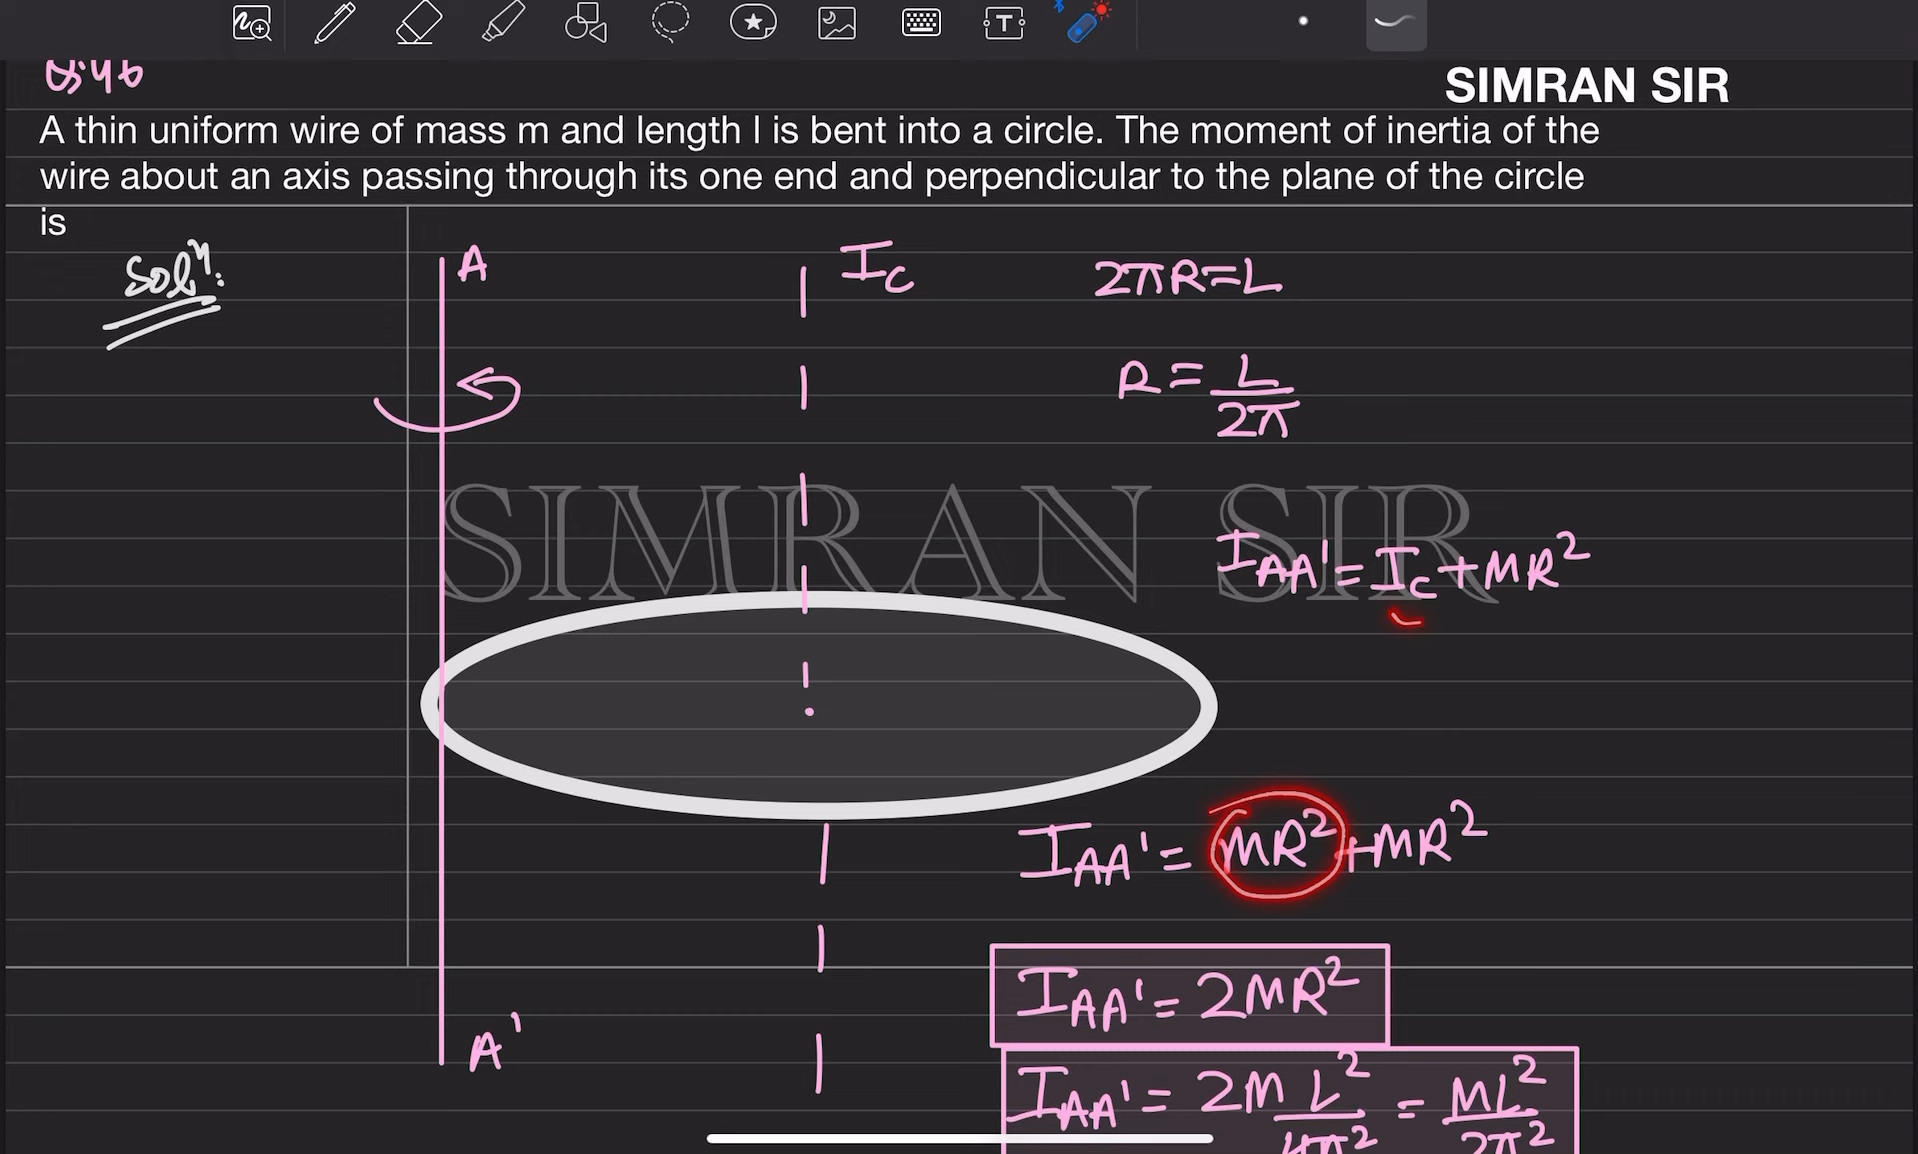 Q.46
SIMRAN SIR
A thin uniform wire of mass m and length l is bent into a circle. The moment of inertia of the
wire about an axis passing through its one end and perpendicular to the plane of the circle
is
Solⁿ:
A
I_C
2πR=L
R = L/2π
SIMRAN SIR
I_AA' = I_C + MR²
I_AA' = MR² + MR²
I_AA' = 2MR²
A'
I_AA' = 2M L²/4π² = ML²/2π²